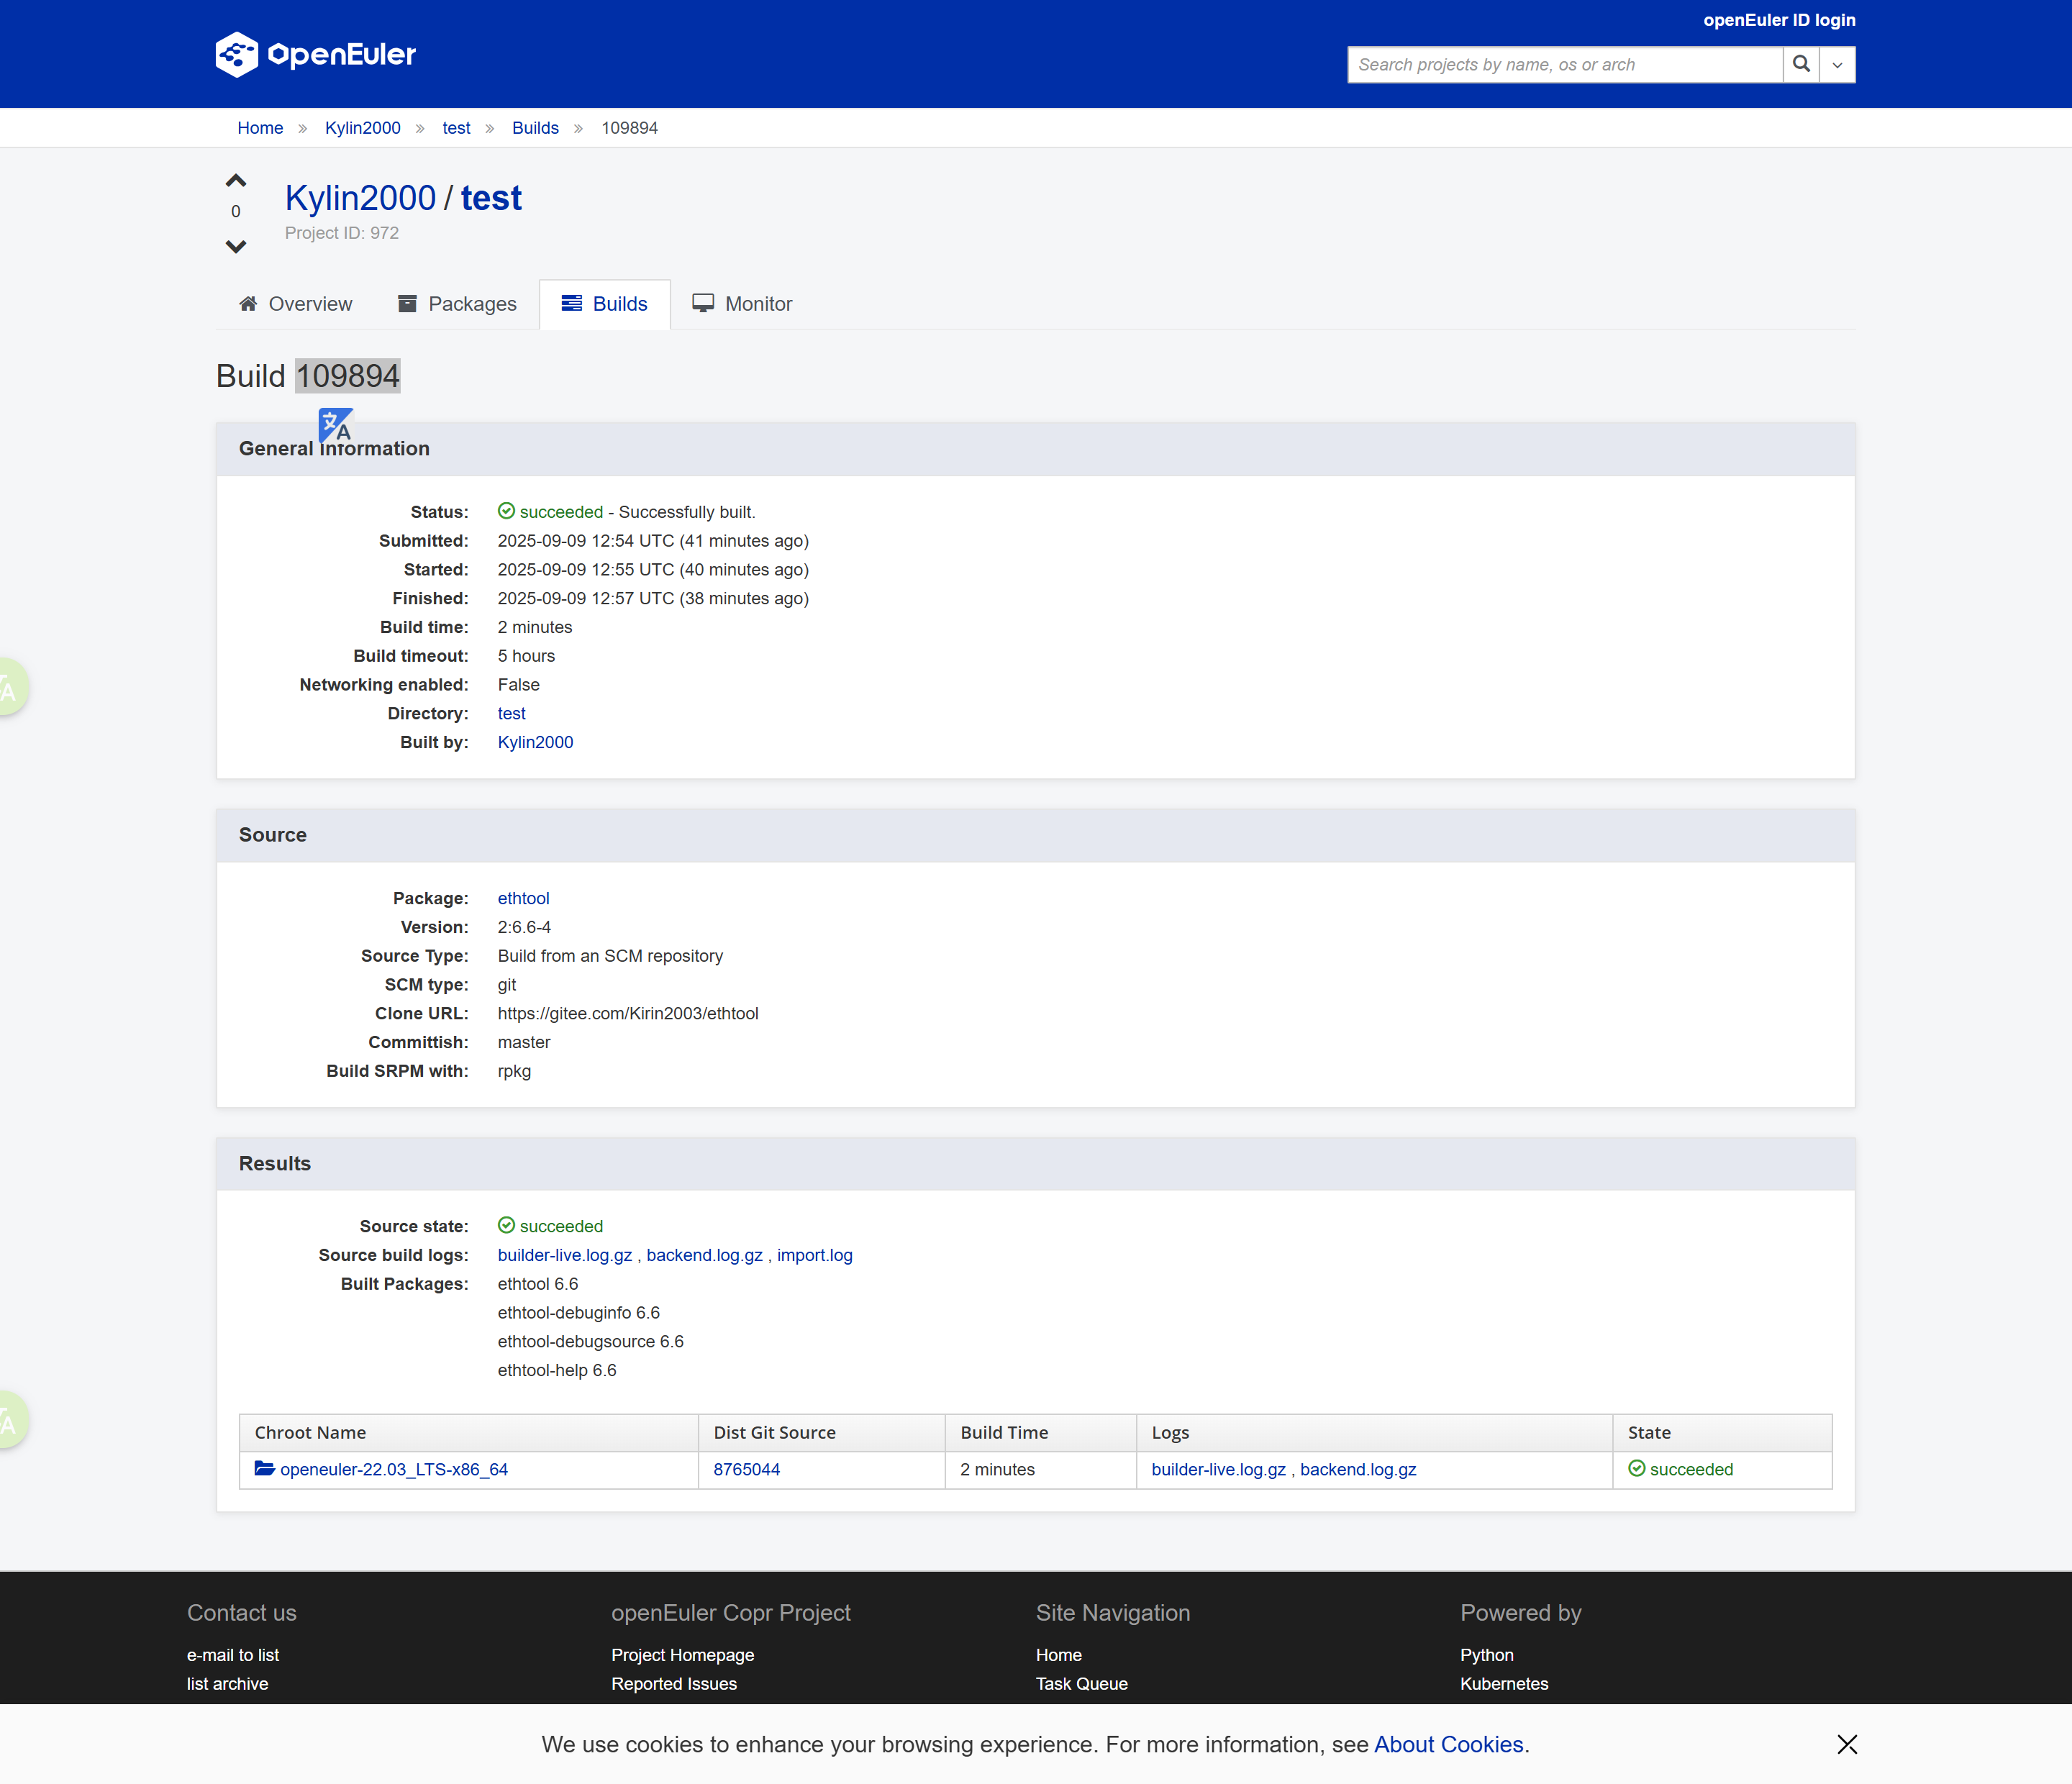 openEuler ID login
OpenEuler
Search projects by name, os or arch
Home » Kylin2000 » test » Builds » 109894
0
Kylin2000 / test
Project ID: 972
Overview Packages Builds Monitor
Build 109894
文A
General Information
Status: succeeded - Successfully built.
Submitted: 2025-09-09 12:54 UTC (41 minutes ago)
Started: 2025-09-09 12:55 UTC (40 minutes ago)
Finished: 2025-09-09 12:57 UTC (38 minutes ago)
Build time: 2 minutes
Build timeout: 5 hours
Networking enabled: False
Directory: test
Built by: Kylin2000
Source
Package: ethtool
Version: 2:6.6-4
Source Type: Build from an SCM repository
SCM type: git
Clone URL: https://gitee.com/Kirin2003/ethtool
Committish: master
Build SRPM with: rpkg
Results
Source state: succeeded
Source build logs: builder-live.log.gz , backend.log.gz , import.log
Built Packages: ethtool 6.6
ethtool-debuginfo 6.6
ethtool-debugsource 6.6
ethtool-help 6.6
Chroot Name Dist Git Source Build Time Logs State
openeuler-22.03_LTS-x86_64 8765044 2 minutes builder-live.log.gz , backend.log.gz succeeded
Contact us openEuler Copr Project Site Navigation Powered by
e-mail to list Project Homepage Home Python
list archive Reported Issues Task Queue Kubernetes
We use cookies to enhance your browsing experience. For more information, see About Cookies.